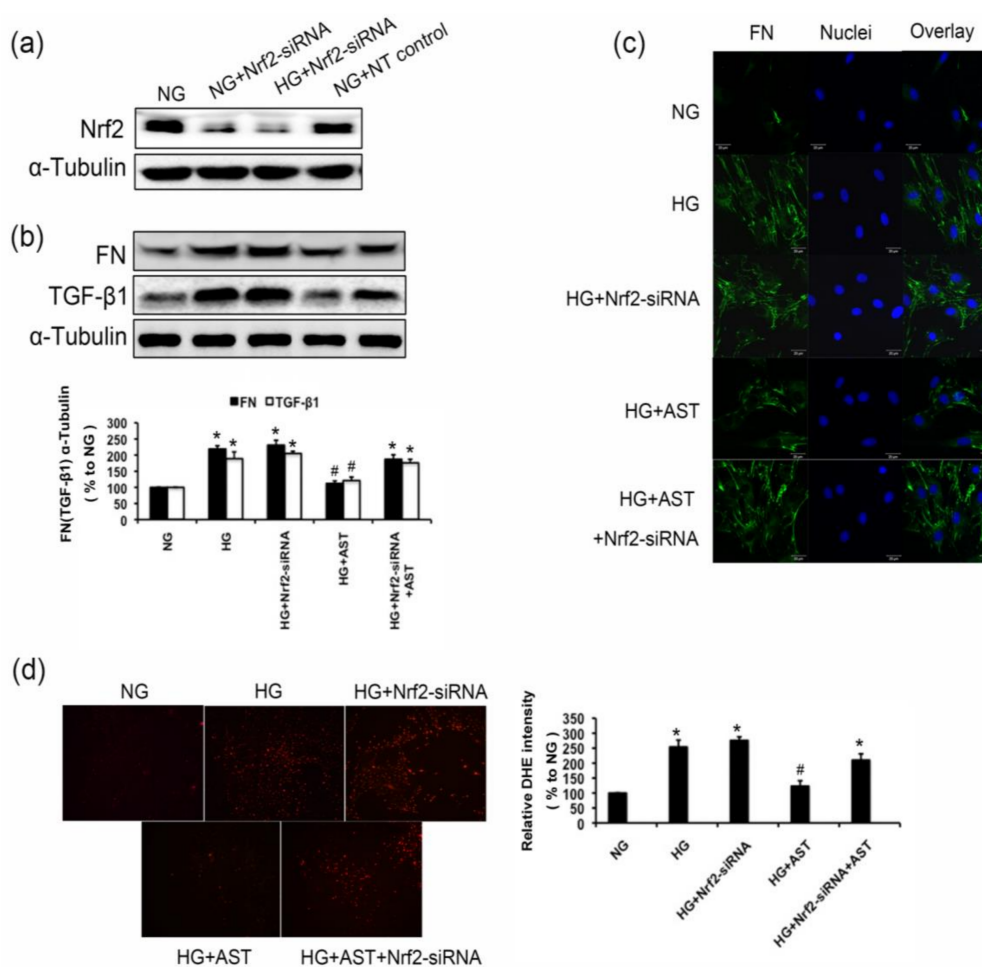 (a)
NG
NG+Nrf2-siRNA
HG+Nrf2-siRNA
NG+NT control
Nrf2
α-Tubulin
(b)
FN
TGF-β1
α-Tubulin
FN TGF-β1
FN(TGF-β1) α-Tubulin
( % to NG )
300
250
200
150
100
50
0
* * * * # # * *
NG
HG
HG+Nrf2-siRNA
HG+AST
HG+Nrf2-siRNA
+AST
(c)
FN Nuclei Overlay
NG
HG
HG+Nrf2-siRNA
HG+AST
HG+AST
+Nrf2-siRNA
(d)
NG HG HG+Nrf2-siRNA
HG+AST HG+AST+Nrf2-siRNA
Relative DHE intensity
( % to NG )
350
300
250
200
150
100
50
0
* * # *
NG
HG
HG+Nrf2-siRNA
HG+AST
HG+Nrf2-siRNA+AST